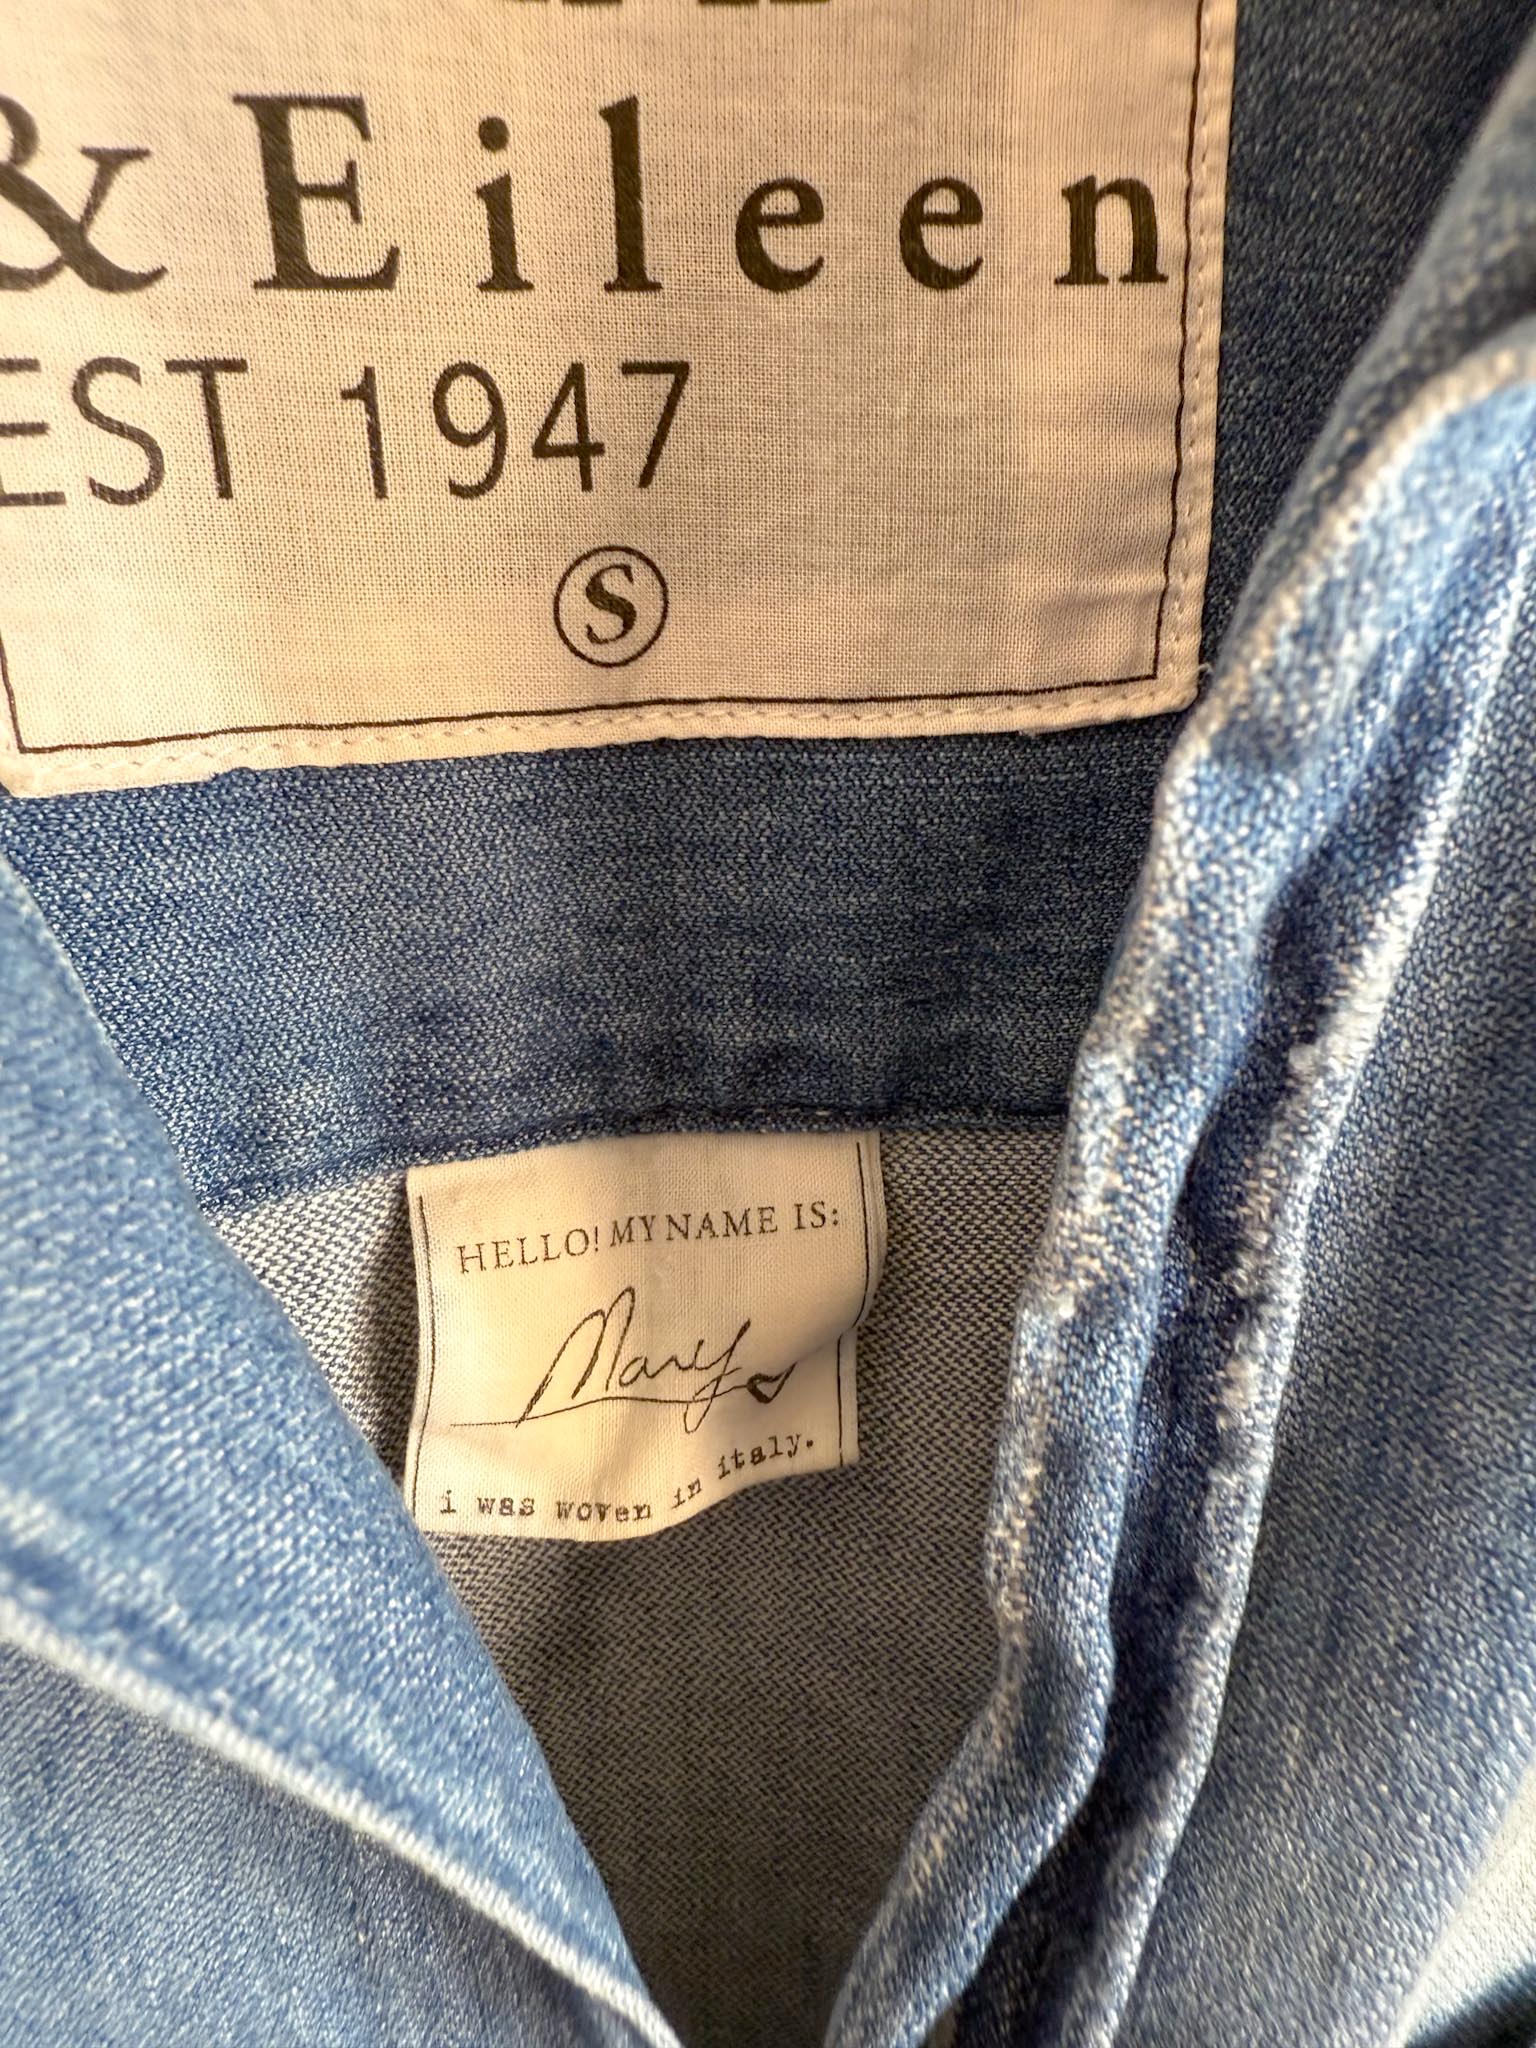 & Eileen
EST 1947
S
HELLO! MY NAME IS:
Mary
i was woven in italy.